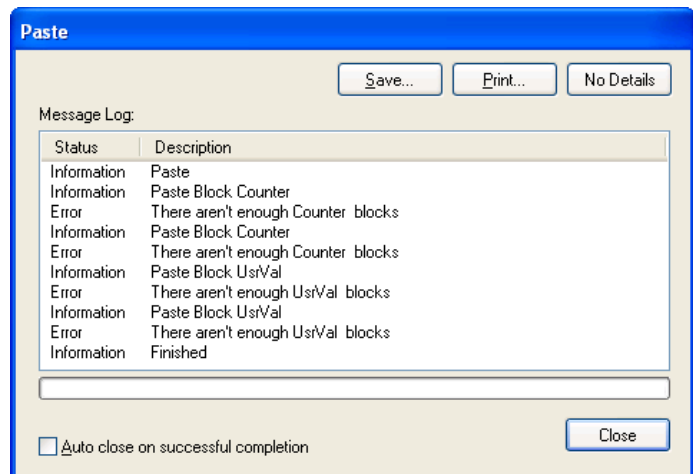 Paste
Save... Print... No Details
Message Log:
Status Description
Information Paste
Information Paste Block Counter
Error There aren't enough Counter blocks
Information Paste Block Counter
Error There aren't enough Counter blocks
Information Paste Block UsrVal
Error There aren't enough UsrVal blocks
Information Paste Block UsrVal
Error There aren't enough UsrVal blocks
Information Finished
Close
Auto close on successful completion